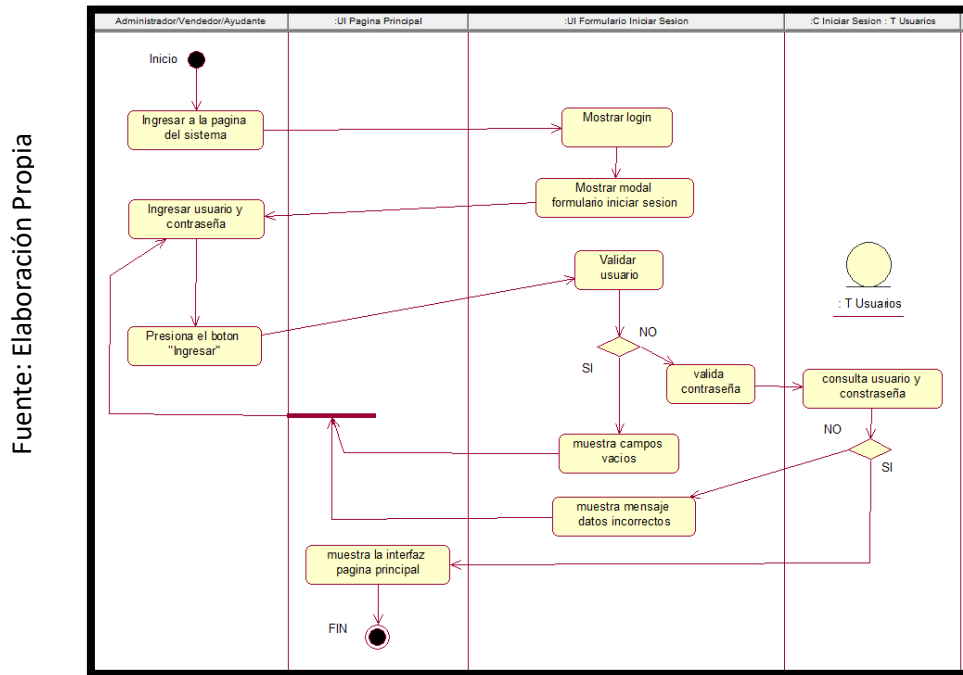 Administrador/Vendedor/Ayudante
:UI Pagina Principal
:UI Formulario Iniciar Sesion
:C Iniciar Sesion : T Usuarios
Inicio
Ingresar a la pagina
del sistema
Mostrar login
Mostrar modal
formulario iniciar sesion
Ingresar usuario y
contraseña
Validar
usuario
: T Usuarios
Presiona el boton
"Ingresar"
NO
SI
valida
contraseña
consulta usuario y
constraseña
NO
SI
muestra campos
vacios
muestra mensaje
datos incorrectos
muestra la interfaz
pagina principal
FIN
Fuente: Elaboración Propia